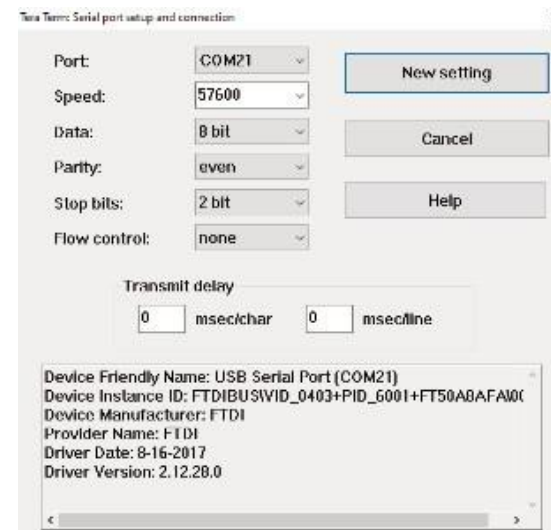 Tera Term: Serial port setup and connection
Port: COM21
New setting
Speed: 57600
Data: 8 bit
Cancel
Parity: even
Stop bits: 2 bit
Help
Flow control: none
Transmit delay
0 msec/char 0 msec/line
Device Friendly Name: USB Serial Port (COM21)
Device Instance ID: FTDIBUS\VID_0403+PID_6001+FT50A8AFA\00
Device Manufacturer: FTDI
Provider Name: FTDI
Driver Date: 8-16-2017
Driver Version: 2.12.28.0